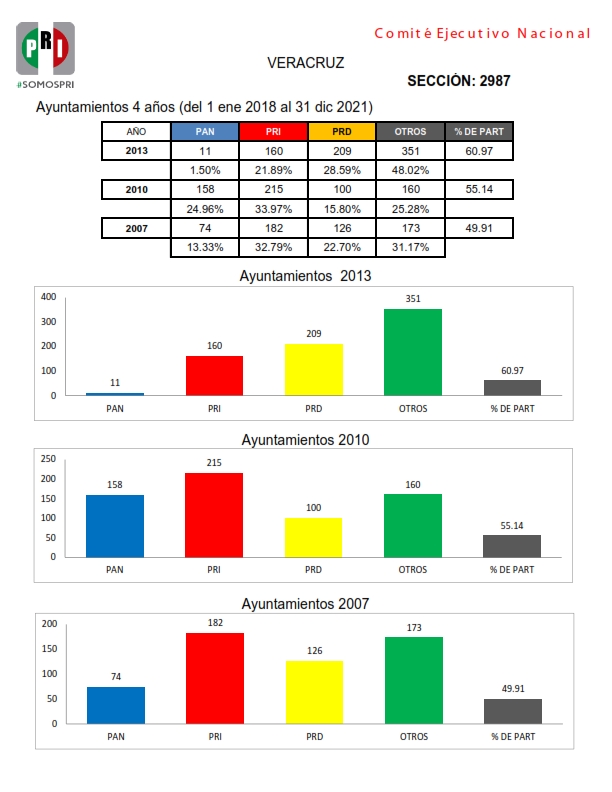 Comité Ejecutivo Nacional
PRI
#SOMOSPRI
VERACRUZ
SECCIÓN: 2987
Ayuntamientos 4 años (del 1 ene 2018 al 31 dic 2021)
AÑO PAN PRI PRD OTROS % DE PART
2013 11 160 209 351 60.97
1.50% 21.89% 28.59% 48.02%
2010 158 215 100 160 55.14
24.96% 33.97% 15.80% 25.28%
2007 74 182 126 173 49.91
13.33% 32.79% 22.70% 31.17%
Ayuntamientos 2013
400
300
200
100
0
11 160 209 351 60.97
PAN PRI PRD OTROS % DE PART
Ayuntamientos 2010
250
200
150
100
50
0
158 215 100 160 55.14
PAN PRI PRD OTROS % DE PART
Ayuntamientos 2007
200
150
100
50
0
74 182 126 173 49.91
PAN PRI PRD OTROS % DE PART